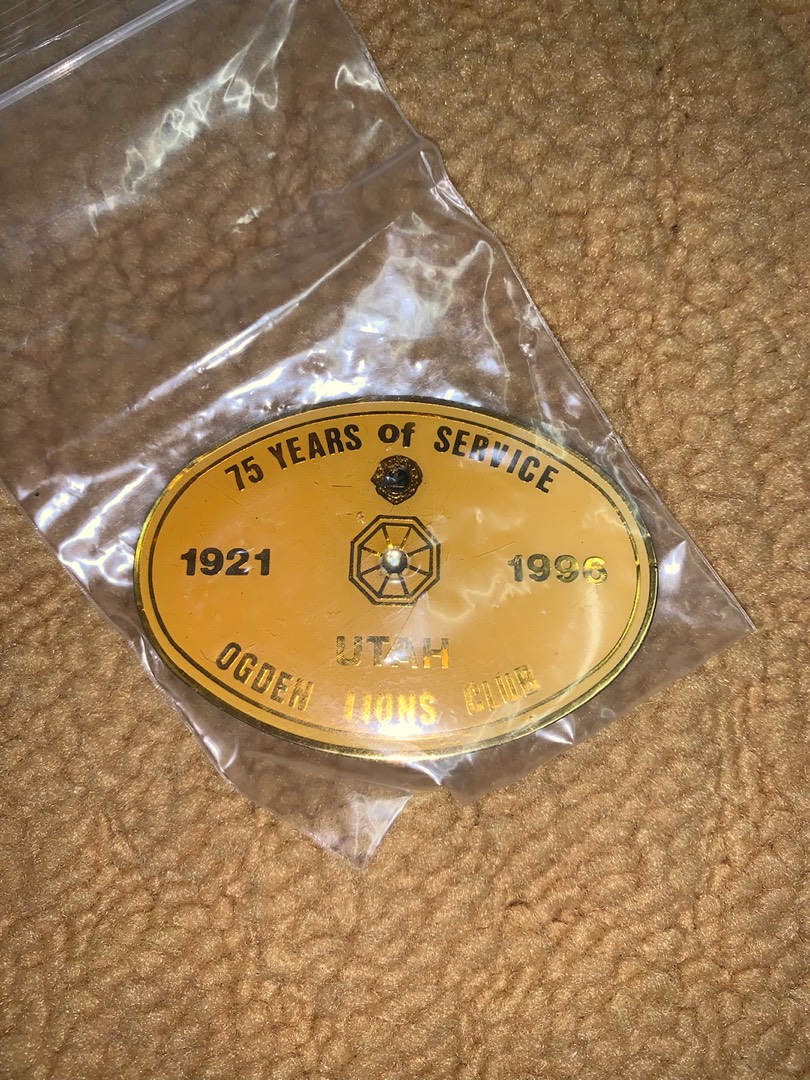 75 YEARS of SERVICE
1921 1996
UTAH
OGDEN LIONS CLUB